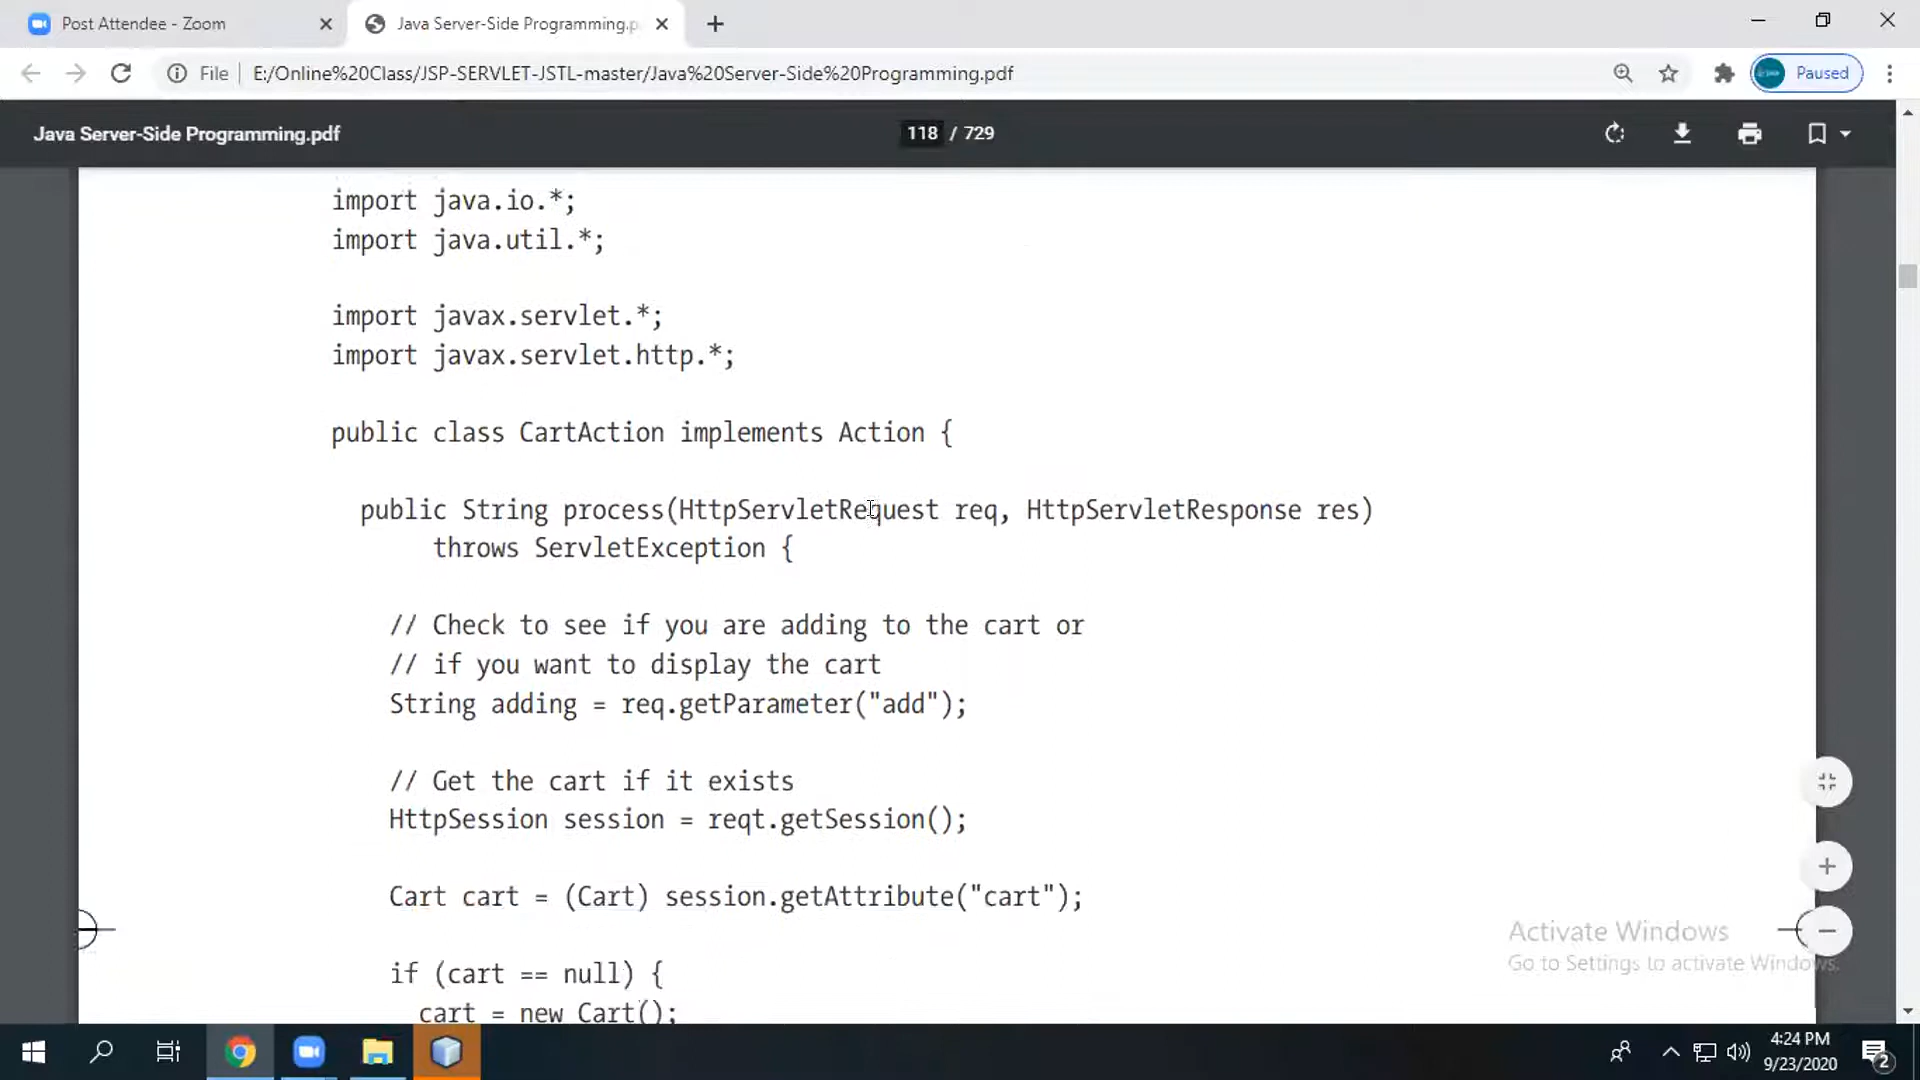 Post Attendee - Zoom
Java Server-Side Programming.p
File
E:/Online%20Class/JSP-SERVLET-JSTL-master/Java%20Server-Side%20Programming.pdf
Paused
Java Server-Side Programming.pdf
118 / 729
import java.io.*;
import java.util.*;
import javax.servlet.*;
import javax.servlet.http.*;
public class CartAction implements Action {
public String process(HttpServletRequest req, HttpServletResponse res)
throws ServletException {
// Check to see if you are adding to the cart or
// if you want to display the cart
String adding = req.getParameter("add");
// Get the cart if it exists
HttpSession session = reqt.getSession();
Cart cart = (Cart) session.getAttribute("cart");
if (cart == null) {
cart = new Cart();
Activate Windows
Go to Settings to activate Windows.
4:24 PM
9/23/2020
2